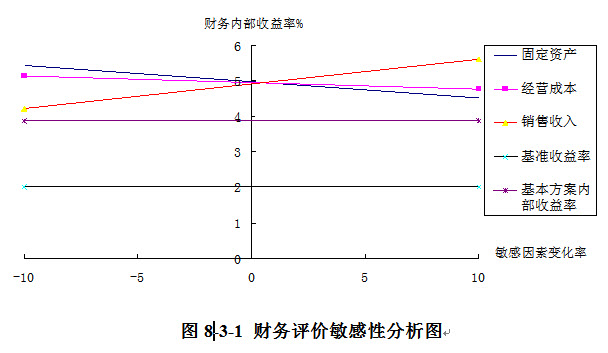 财务内部收益率%
6
5
4
3
2
1
0
-10
-5
0
5
10
敏感因素变化率
固定资产
经营成本
销售收入
基准收益率
基本方案内
部收益率
图 8-3-1 财务评价敏感性分析图